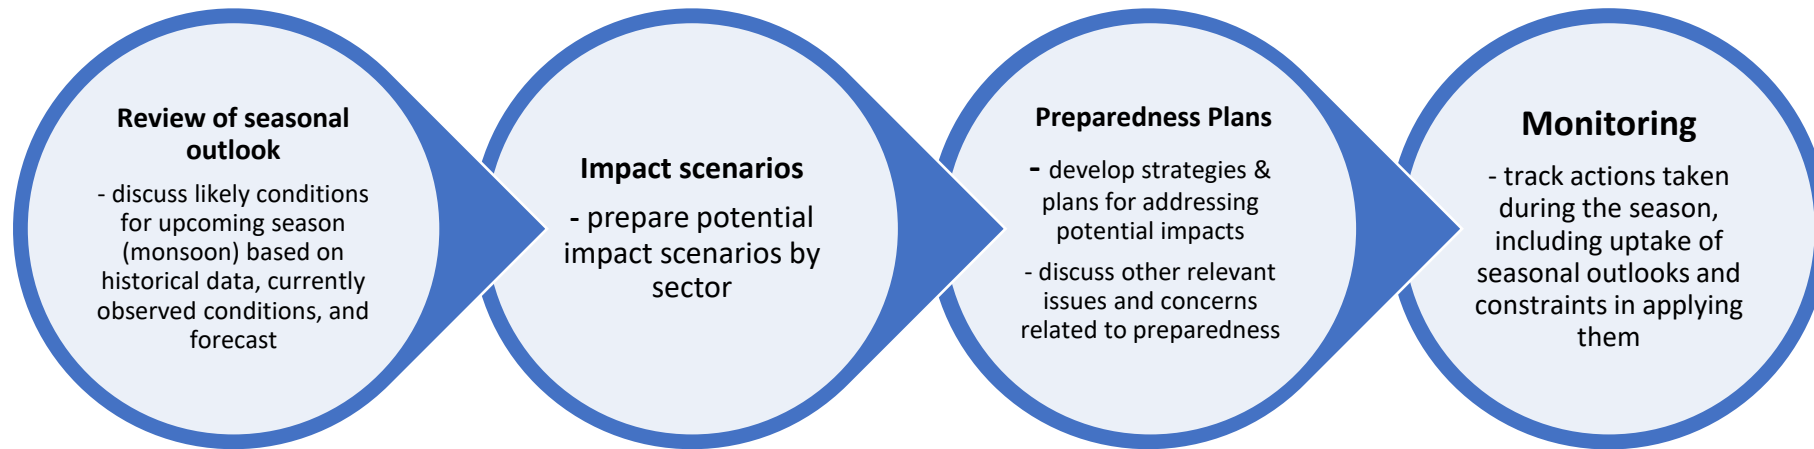 Review of seasonal
outlook
- discuss likely conditions
for upcoming season
(monsoon) based on
historical data, currently
observed conditions, and
forecast
Impact scenarios
- prepare potential
impact scenarios by
sector
Preparedness Plans
- develop strategies &
plans for addressing
potential impacts
- discuss other relevant
issues and concerns
related to preparedness
Monitoring
- track actions taken
during the season,
including uptake of
seasonal outlooks and
constraints in applying
them